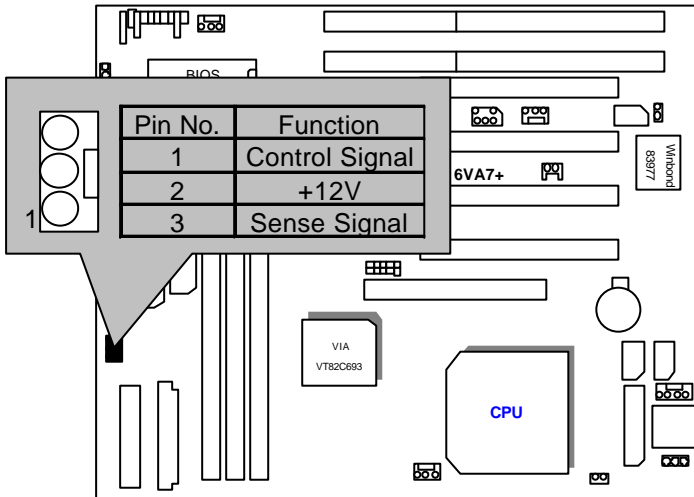 BIOS
Pin No. Function
1 Control Signal
2 +12V
3 Sense Signal
1
6VA7+
Winbond
83977
VIA
VT82C693
CPU